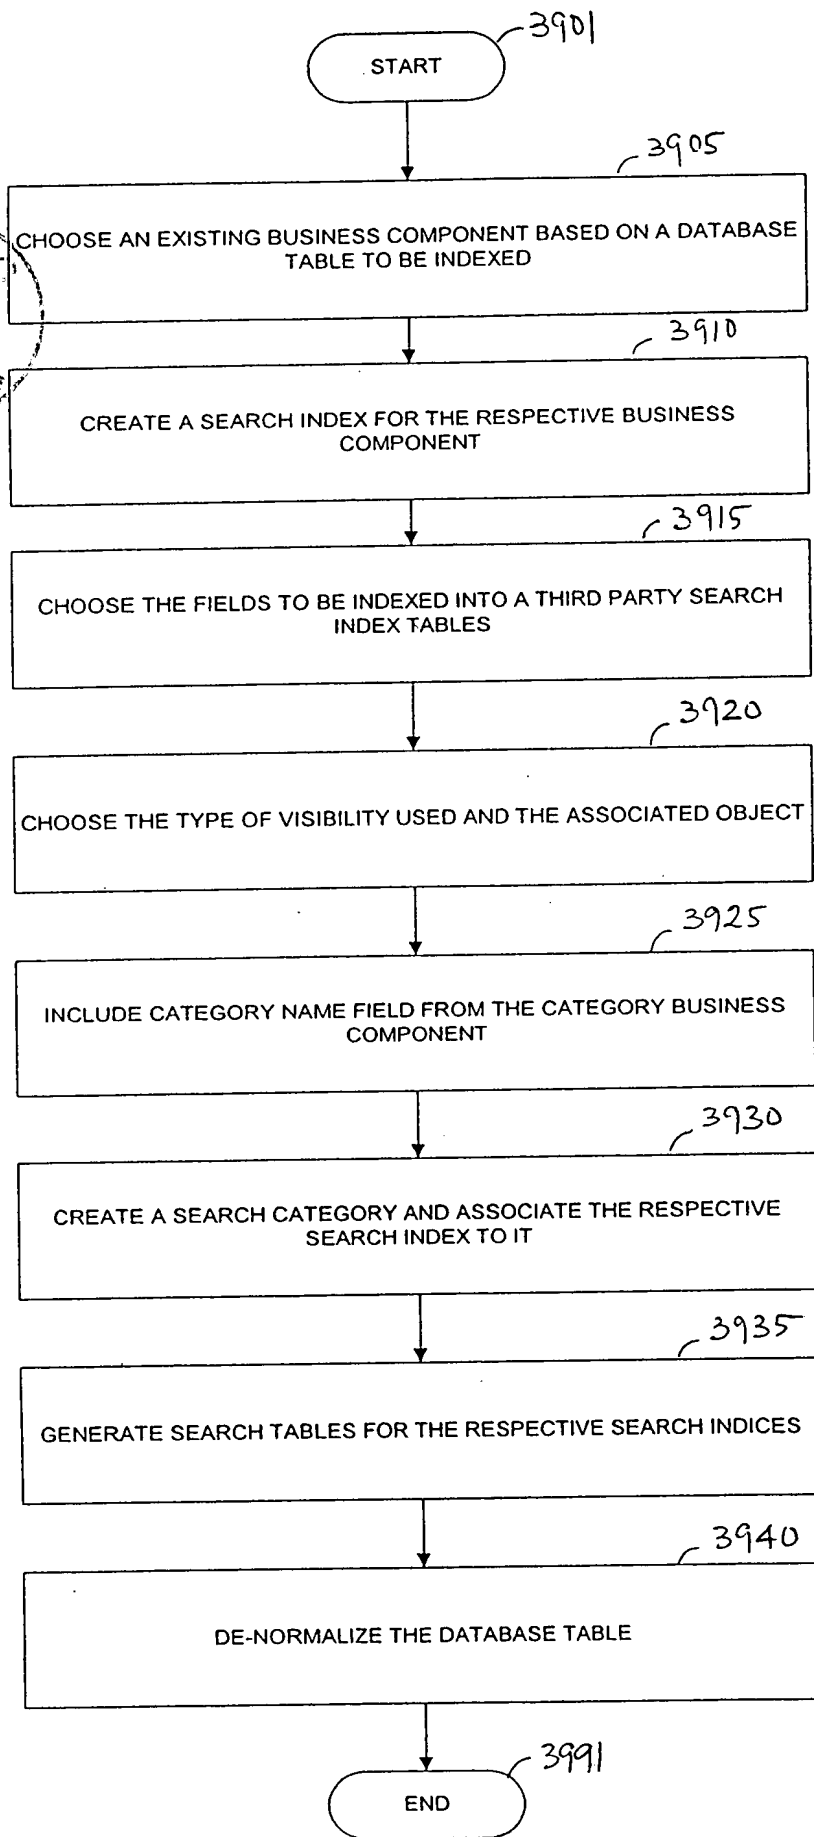 3901
START
3905
CHOOSE AN EXISTING BUSINESS COMPONENT BASED ON A DATABASE
TABLE TO BE INDEXED
3910
CREATE A SEARCH INDEX FOR THE RESPECTIVE BUSINESS
COMPONENT
3915
CHOOSE THE FIELDS TO BE INDEXED INTO A THIRD PARTY SEARCH
INDEX TABLES
3920
CHOOSE THE TYPE OF VISIBILITY USED AND THE ASSOCIATED OBJECT
3925
INCLUDE CATEGORY NAME FIELD FROM THE CATEGORY BUSINESS
COMPONENT
3930
CREATE A SEARCH CATEGORY AND ASSOCIATE THE RESPECTIVE
SEARCH INDEX TO IT
3935
GENERATE SEARCH TABLES FOR THE RESPECTIVE SEARCH INDICES
3940
DE-NORMALIZE THE DATABASE TABLE
3991
END